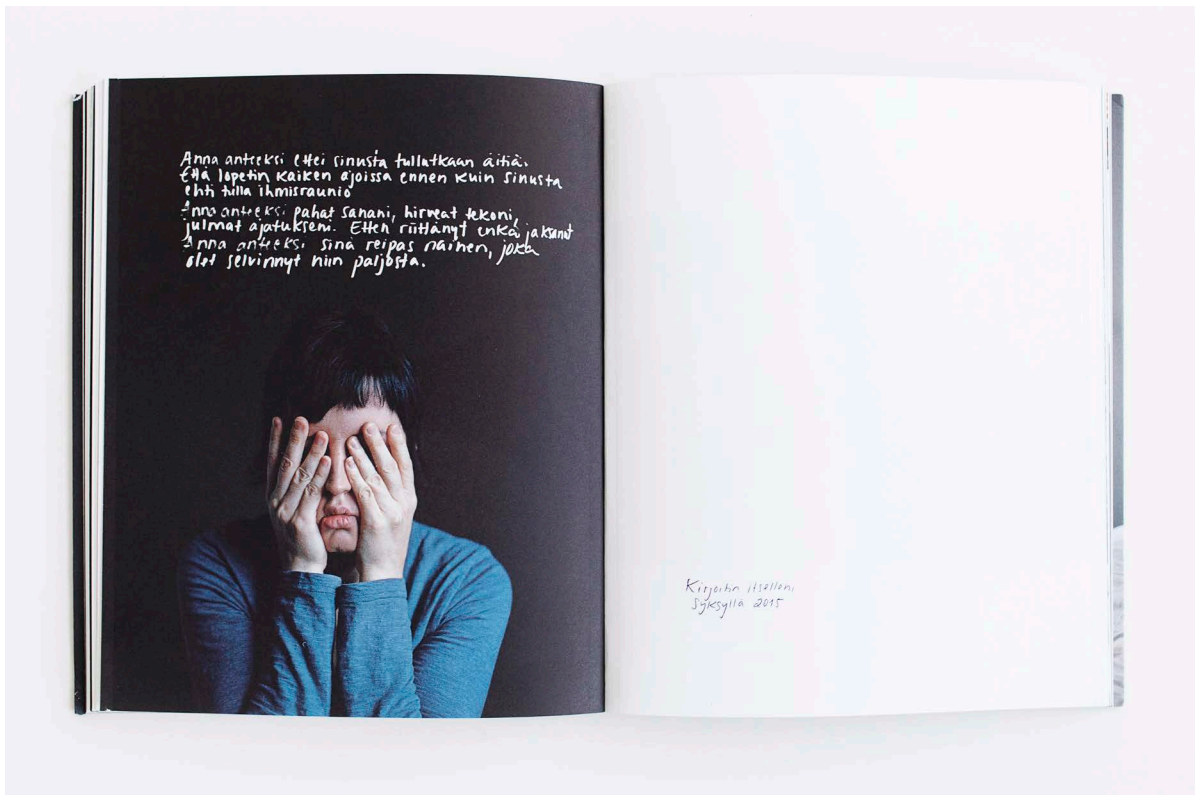 Anna anteeksi ettei sinusta tullutkaan äitiä.
Että lopetin kaiken ajoissa ennen kuin sinusta
ehti tulla ihmisraunio
Anna anteeksi pahat sanani, hirveät tekoni,
julmat ajatukseni. Etten riittänyt enkä jaksanut
Anna anteeksi sinä reipas nainen, joka
olet selvinnyt niin paljosta.
Kirjoitin itselleni
Syksyllä 2015